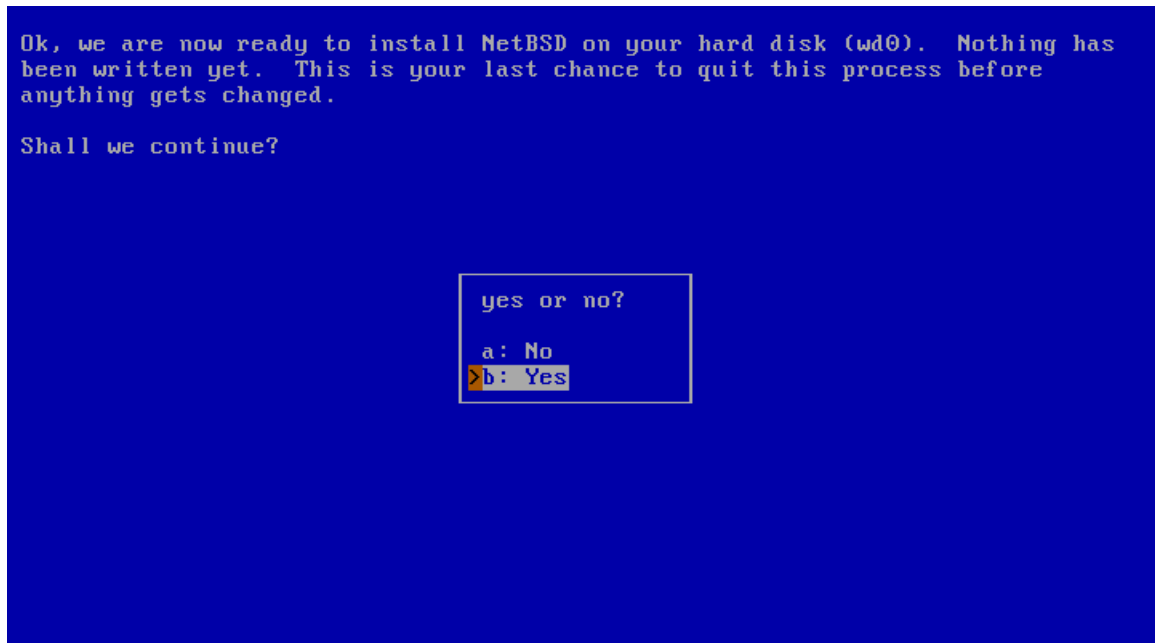 Ok, we are now ready to install NetBSD on your hard disk (wd0).  Nothing has
been written yet.  This is your last chance to quit this process before
anything gets changed.
Shall we continue?
yes or no?
a: No
>b: Yes